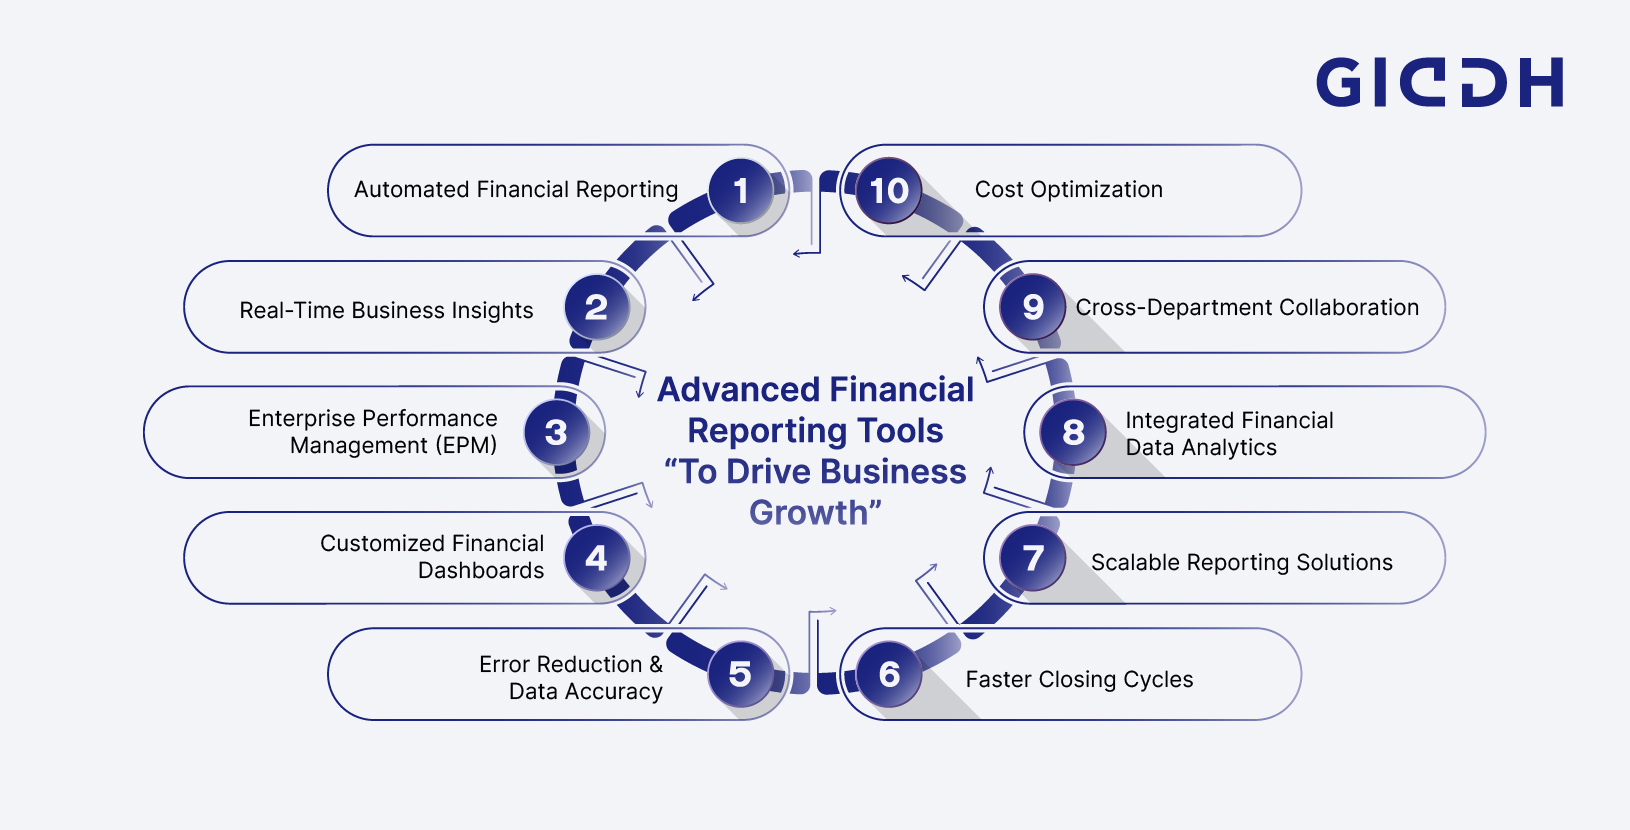 GICDH
1
Automated Financial Reporting
2
Real-Time Business Insights
3
Enterprise Performance
Management (EPM)
4
Customized Financial
Dashboards
5
Error Reduction &
Data Accuracy
Advanced Financial
Reporting Tools
“To Drive Business
Growth”
10
Cost Optimization
9
Cross-Department Collaboration
8
Integrated Financial
Data Analytics
7
Scalable Reporting Solutions
6
Faster Closing Cycles